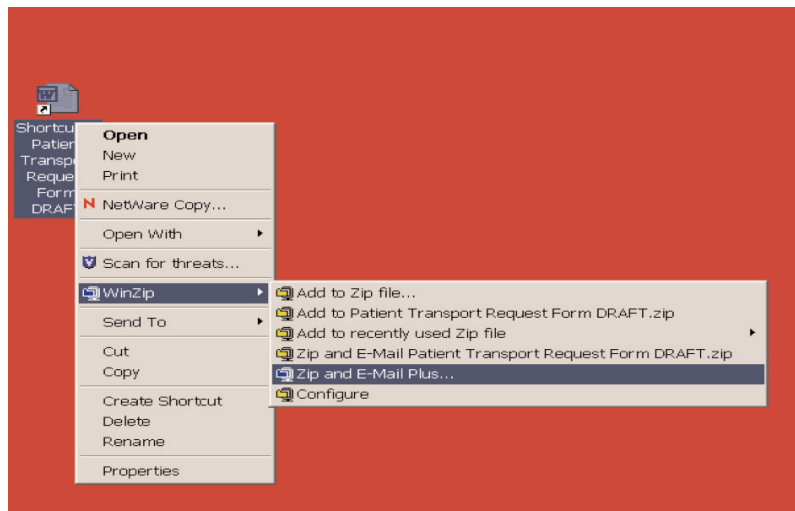 Shortcu
Patien
Transp
Reque
Form
DRAF
Open
New
Print
NetWare Copy...
Open With
Scan for threats...
WinZip
Send To
Cut
Copy
Create Shortcut
Delete
Rename
Properties
Add to Zip file...
Add to Patient Transport Request Form DRAFT.zip
Add to recently used Zip file
Zip and E-Mail Patient Transport Request Form DRAFT.zip
Zip and E-Mail Plus...
Configure